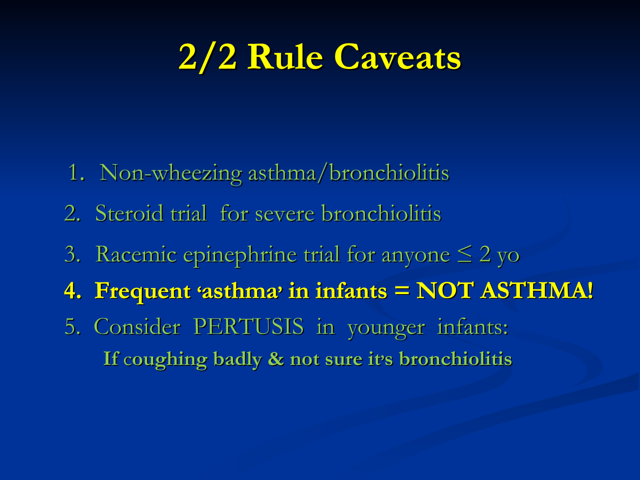 2/2 Rule Caveats
1. Non-wheezing asthma/bronchiolitis
2. Steroid trial for severe bronchiolitis
3. Racemic epinephrine trial for anyone ≤ 2 yo
4. Frequent ‘asthma’ in infants = NOT ASTHMA!
5. Consider PERTUSIS in younger infants:
If coughing badly & not sure it’s bronchiolitis